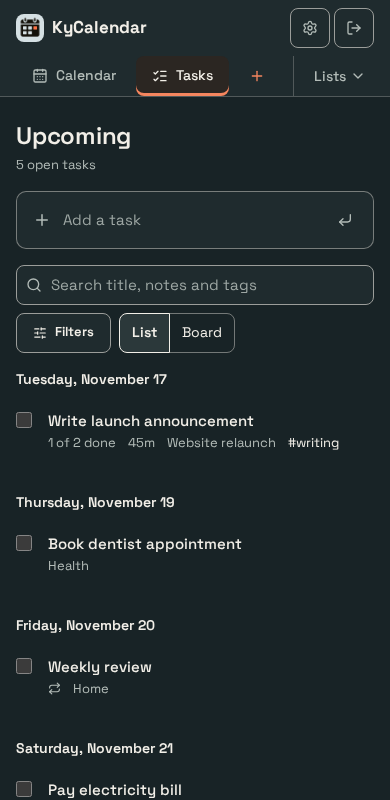 KyCalendar
Calendar
Tasks
+
Lists
Upcoming
5 open tasks
Add a task
Search title, notes and tags
Filters
List
Board
Tuesday, November 17
Write launch announcement
1 of 2 done 45m Website relaunch #writing
Thursday, November 19
Book dentist appointment
Health
Friday, November 20
Weekly review
Home
Saturday, November 21
Pay electricity bill